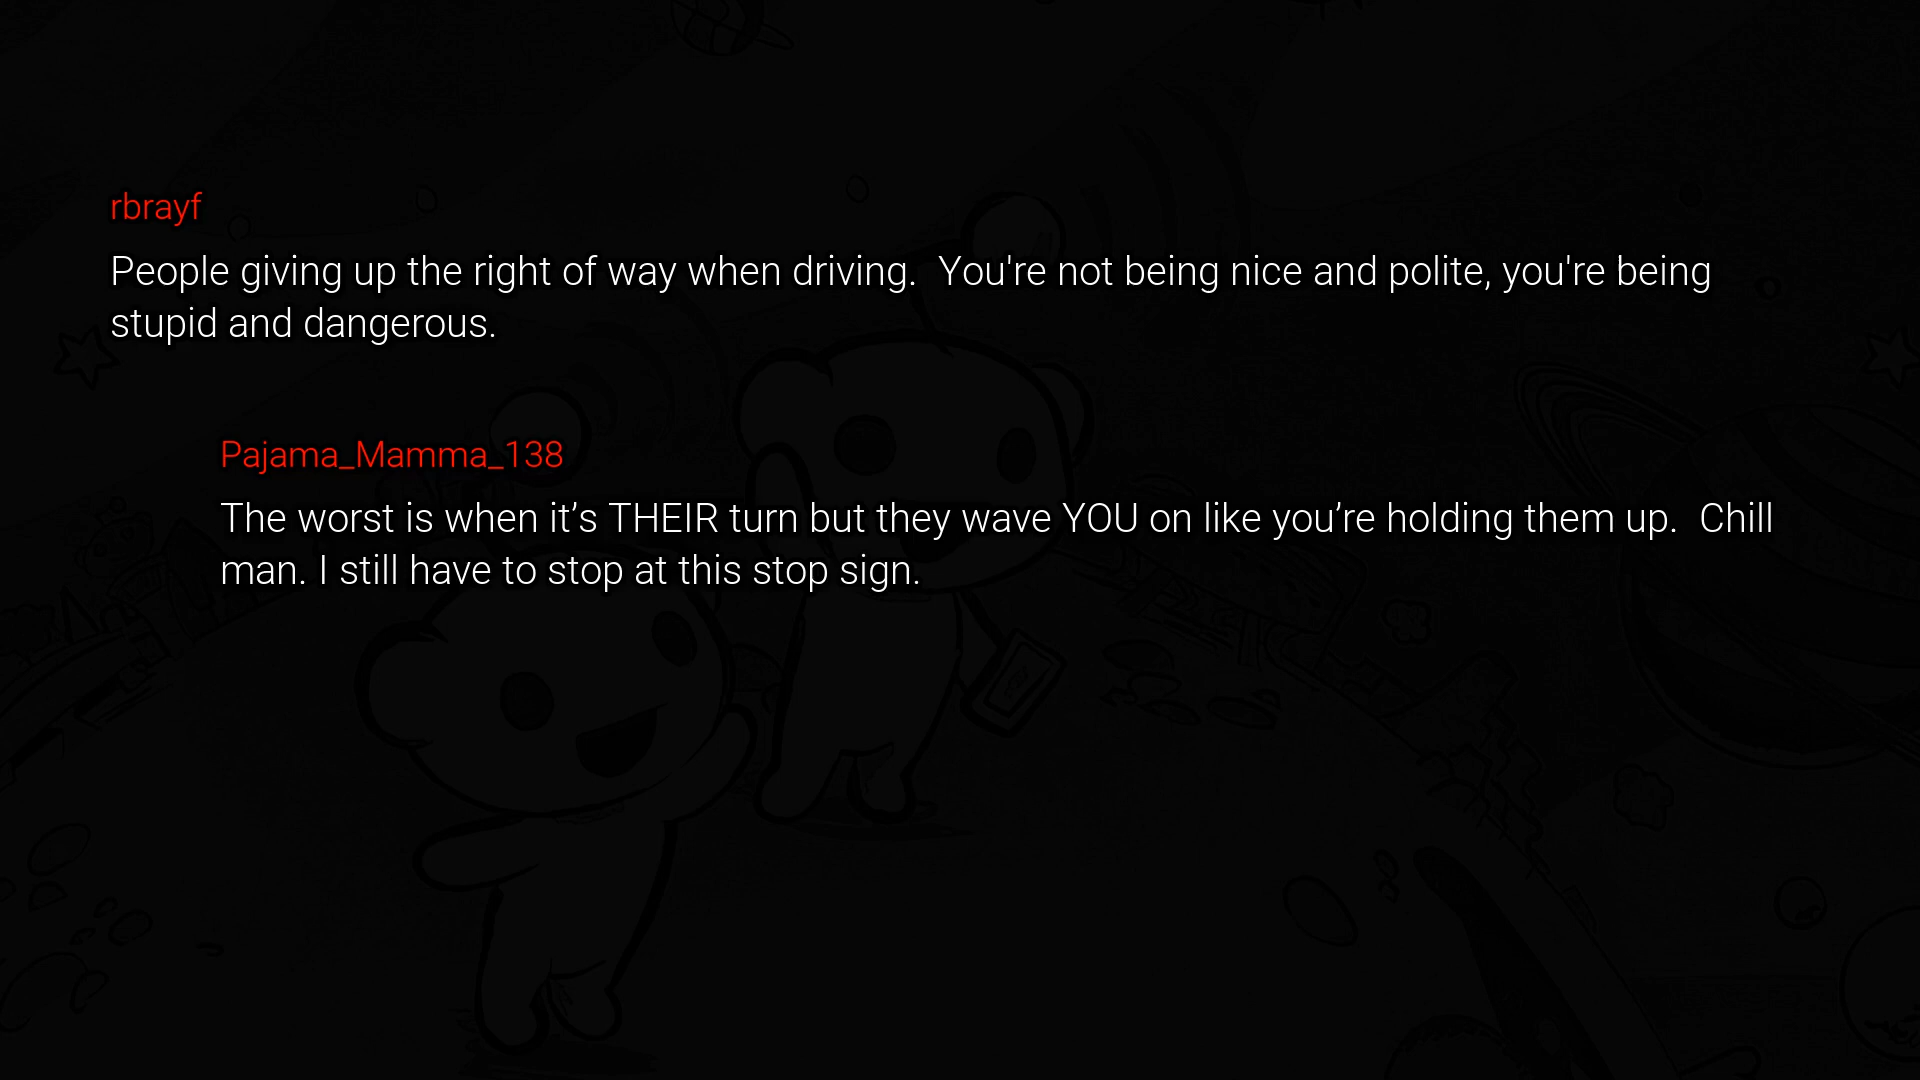 rbrayf
People giving up the right of way when driving.  You're not being nice and polite, you're being
stupid and dangerous.
Pajama_Mamma_138
The worst is when it’s THEIR turn but they wave YOU on like you’re holding them up.  Chill
man. I still have to stop at this stop sign.